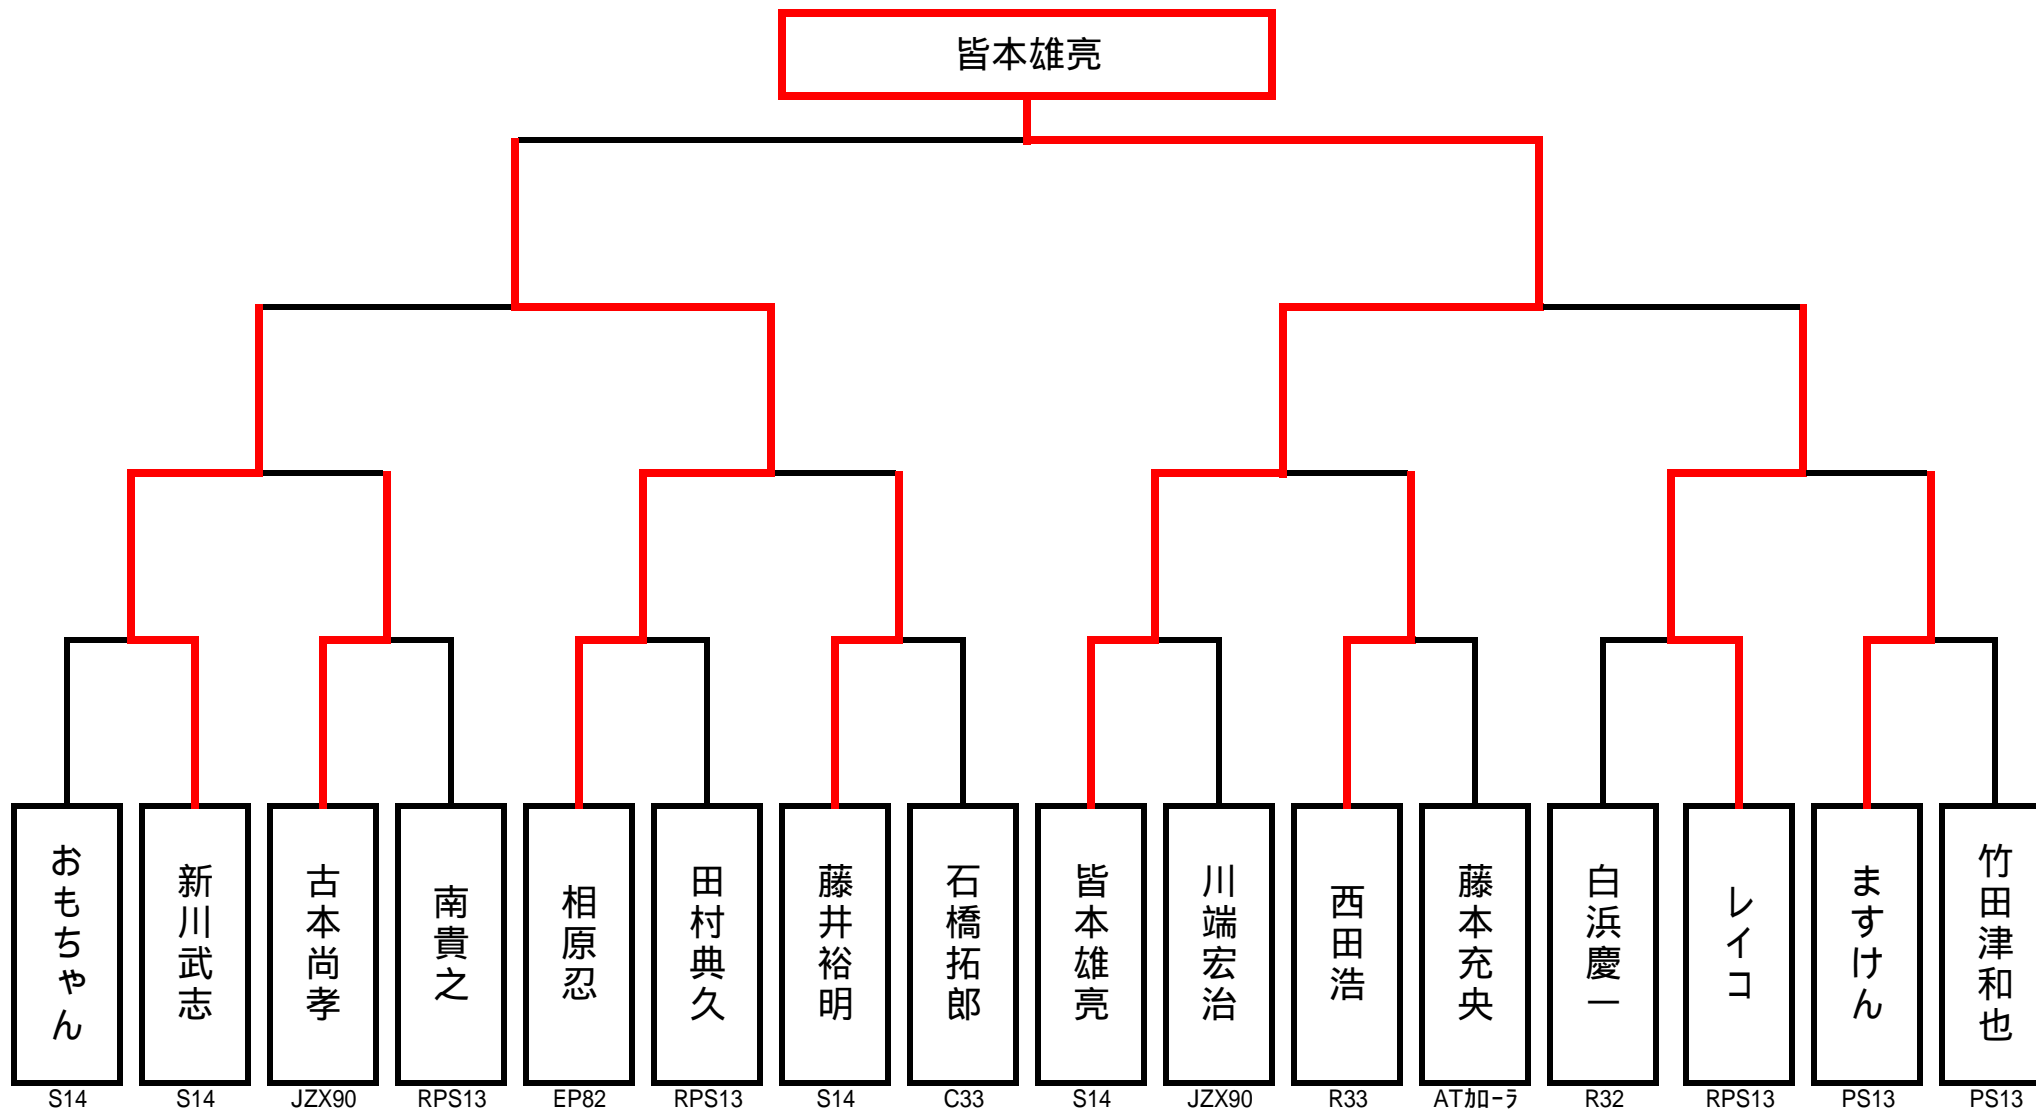 皆本雄亮
おもちゃん
新川武志
古本尚孝
南貴之
相原忍
田村典久
藤井裕明
石橋拓郎
皆本雄亮
川端宏治
西田浩
藤本充央
白浜慶一
レイコ
ますけん
竹田津和也
S14
S14
JZX90
RPS13
EP82
RPS13
S14
C33
S14
JZX90
R33
ATｶﾛｰﾗ
R32
RPS13
PS13
PS13